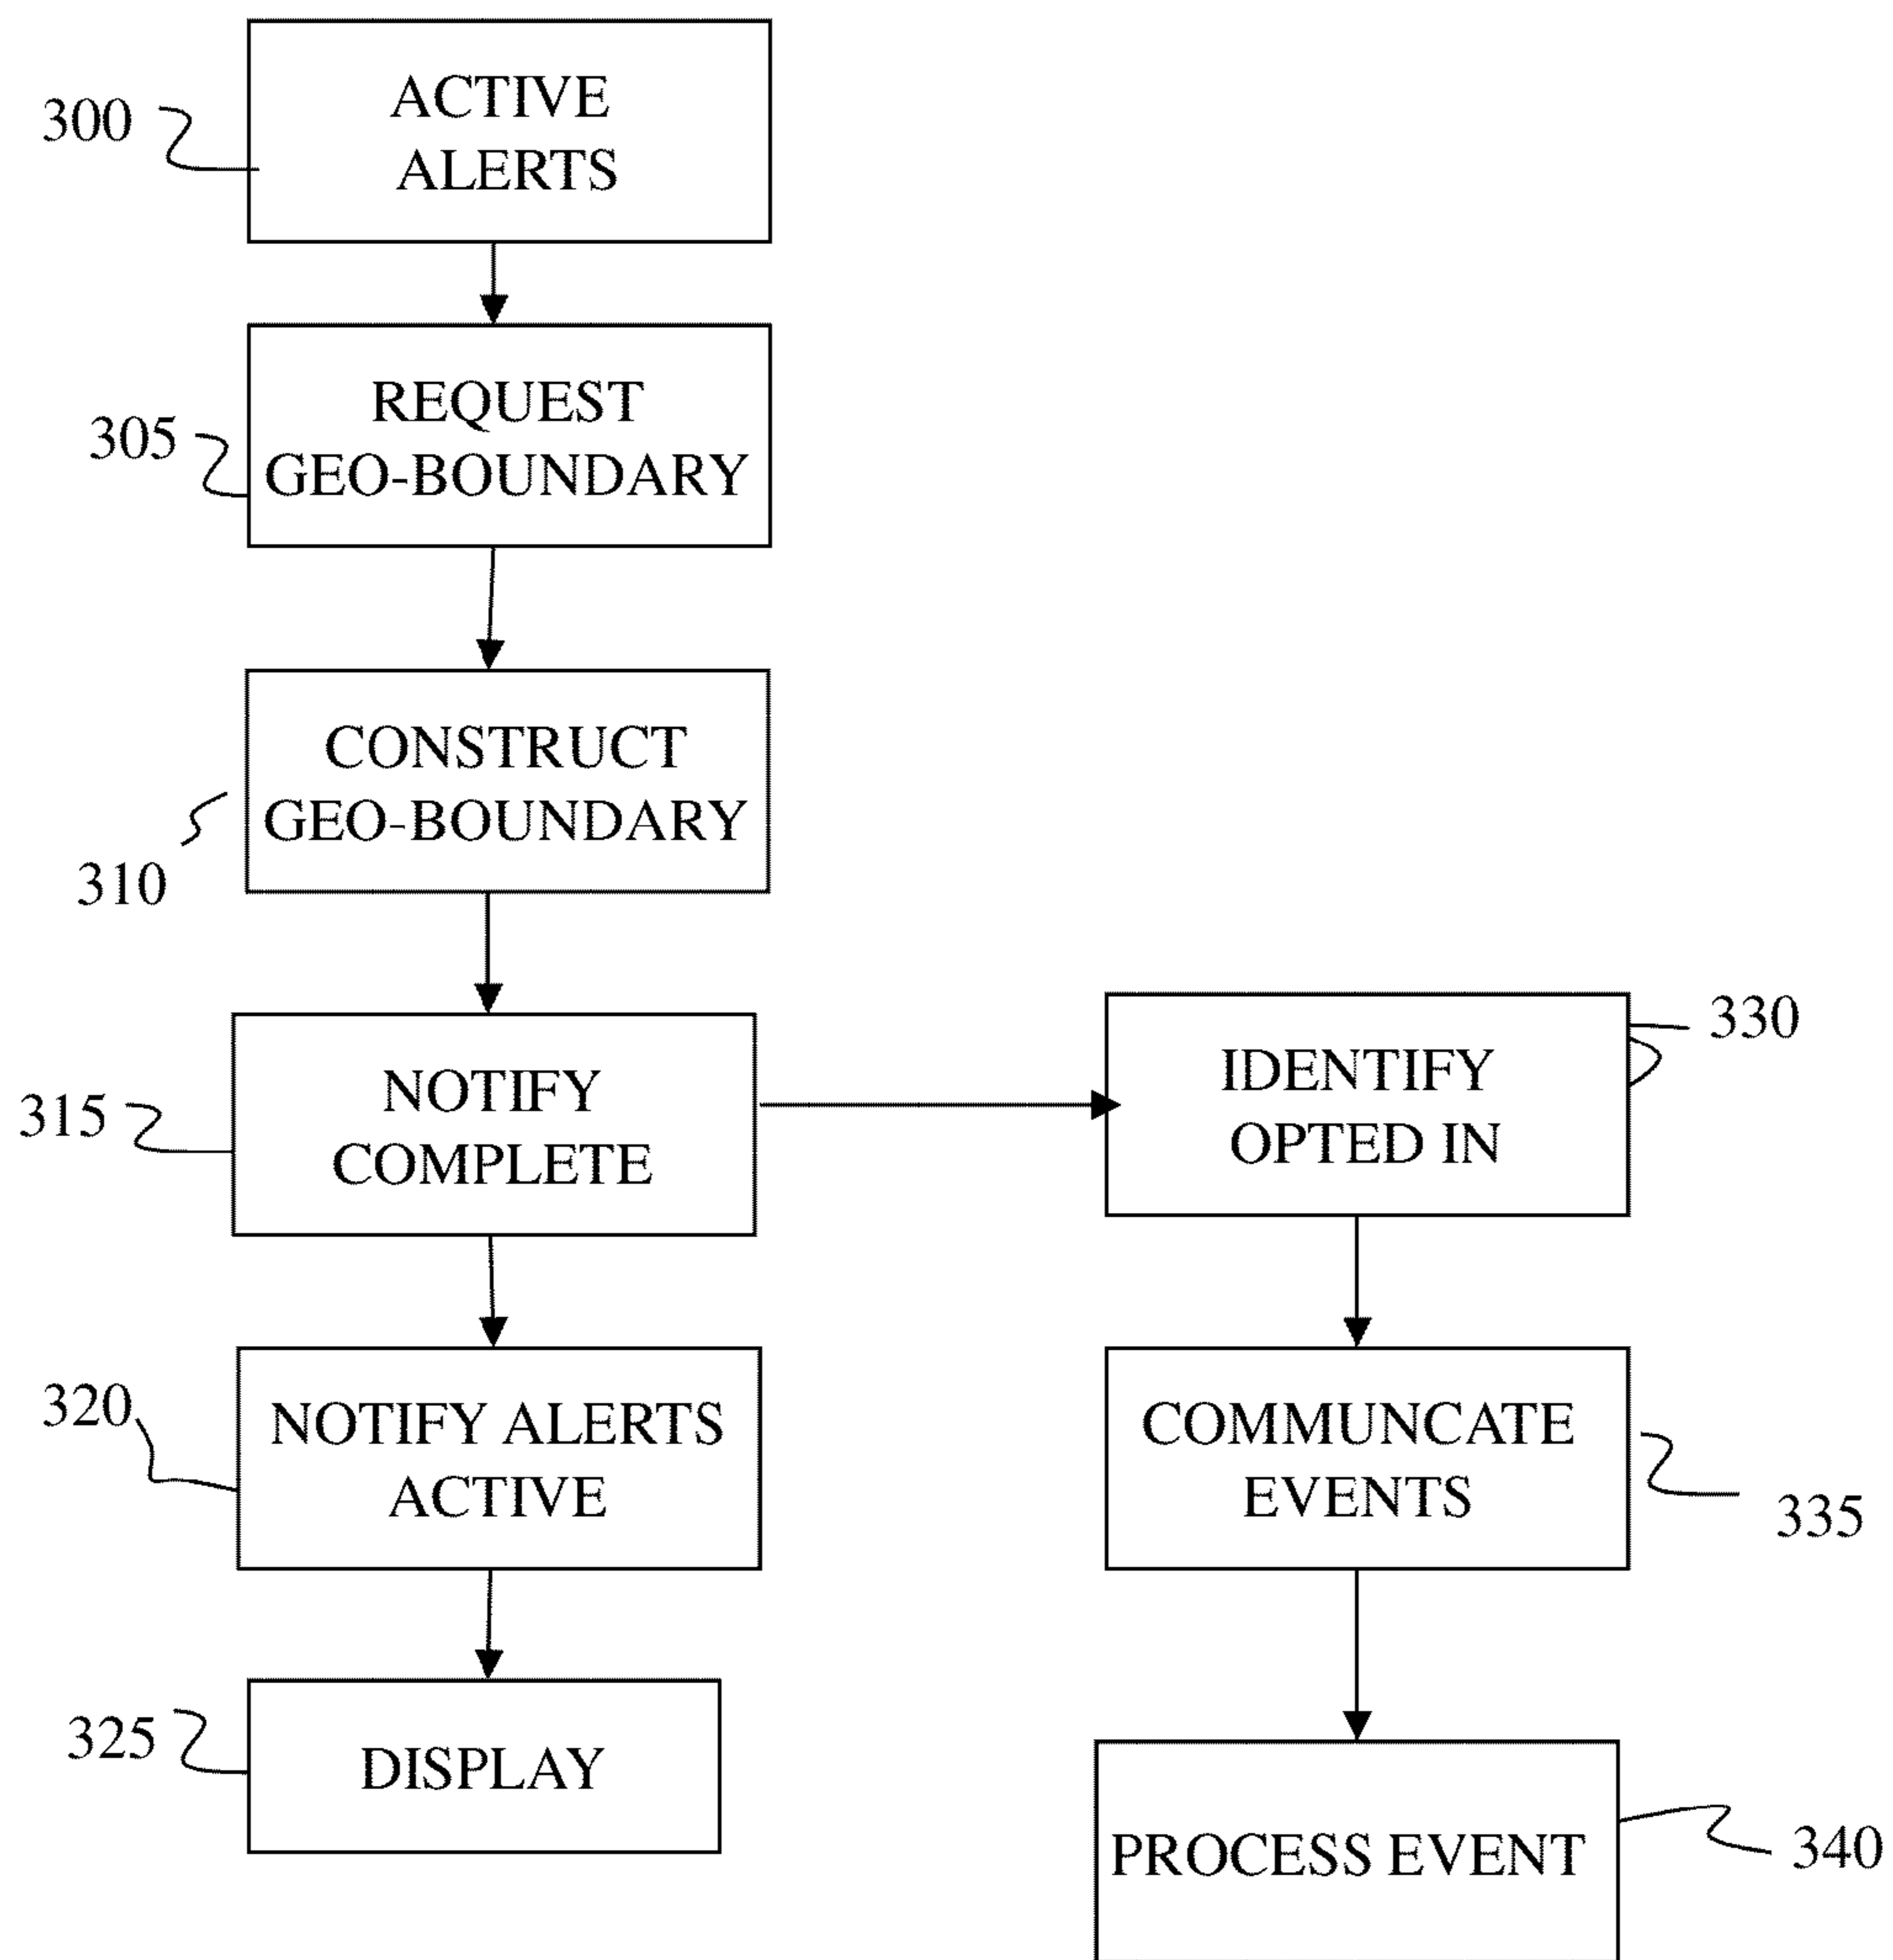 300
ACTIVE
ALERTS
305
REQUEST
GEO-BOUNDARY
CONSTRUCT
GEO-BOUNDARY
310
315
NOTIFY
COMPLETE
330
IDENTIFY
OPTED IN
320
NOTIFY ALERTS
ACTIVE
COMMUNCATE
EVENTS
335
325
DISPLAY
PROCESS EVENT
340